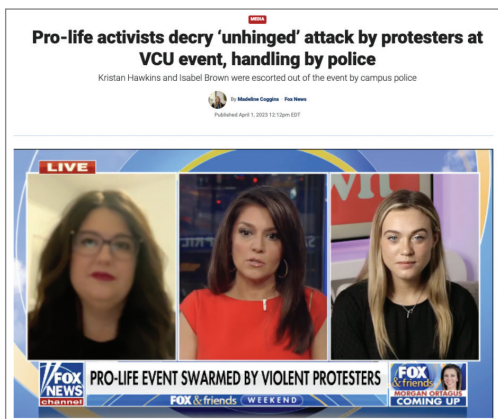 MEDIA
Pro-life activists decry ‘unhinged’ attack by protesters at
VCU event, handling by police
Kristan Hawkins and Isabel Brown were escorted out of the event by campus police
By Madeline Coggins Fox News
Published April 1, 2023 12:12pm EDT
LIVE
FOX
NEWS
channel
PRO-LIFE EVENT SWARMED BY VIOLENT PROTESTERS
FOX & friends WEEKEND
FOX
& friends
MORGAN ORTAGUS
COMING UP